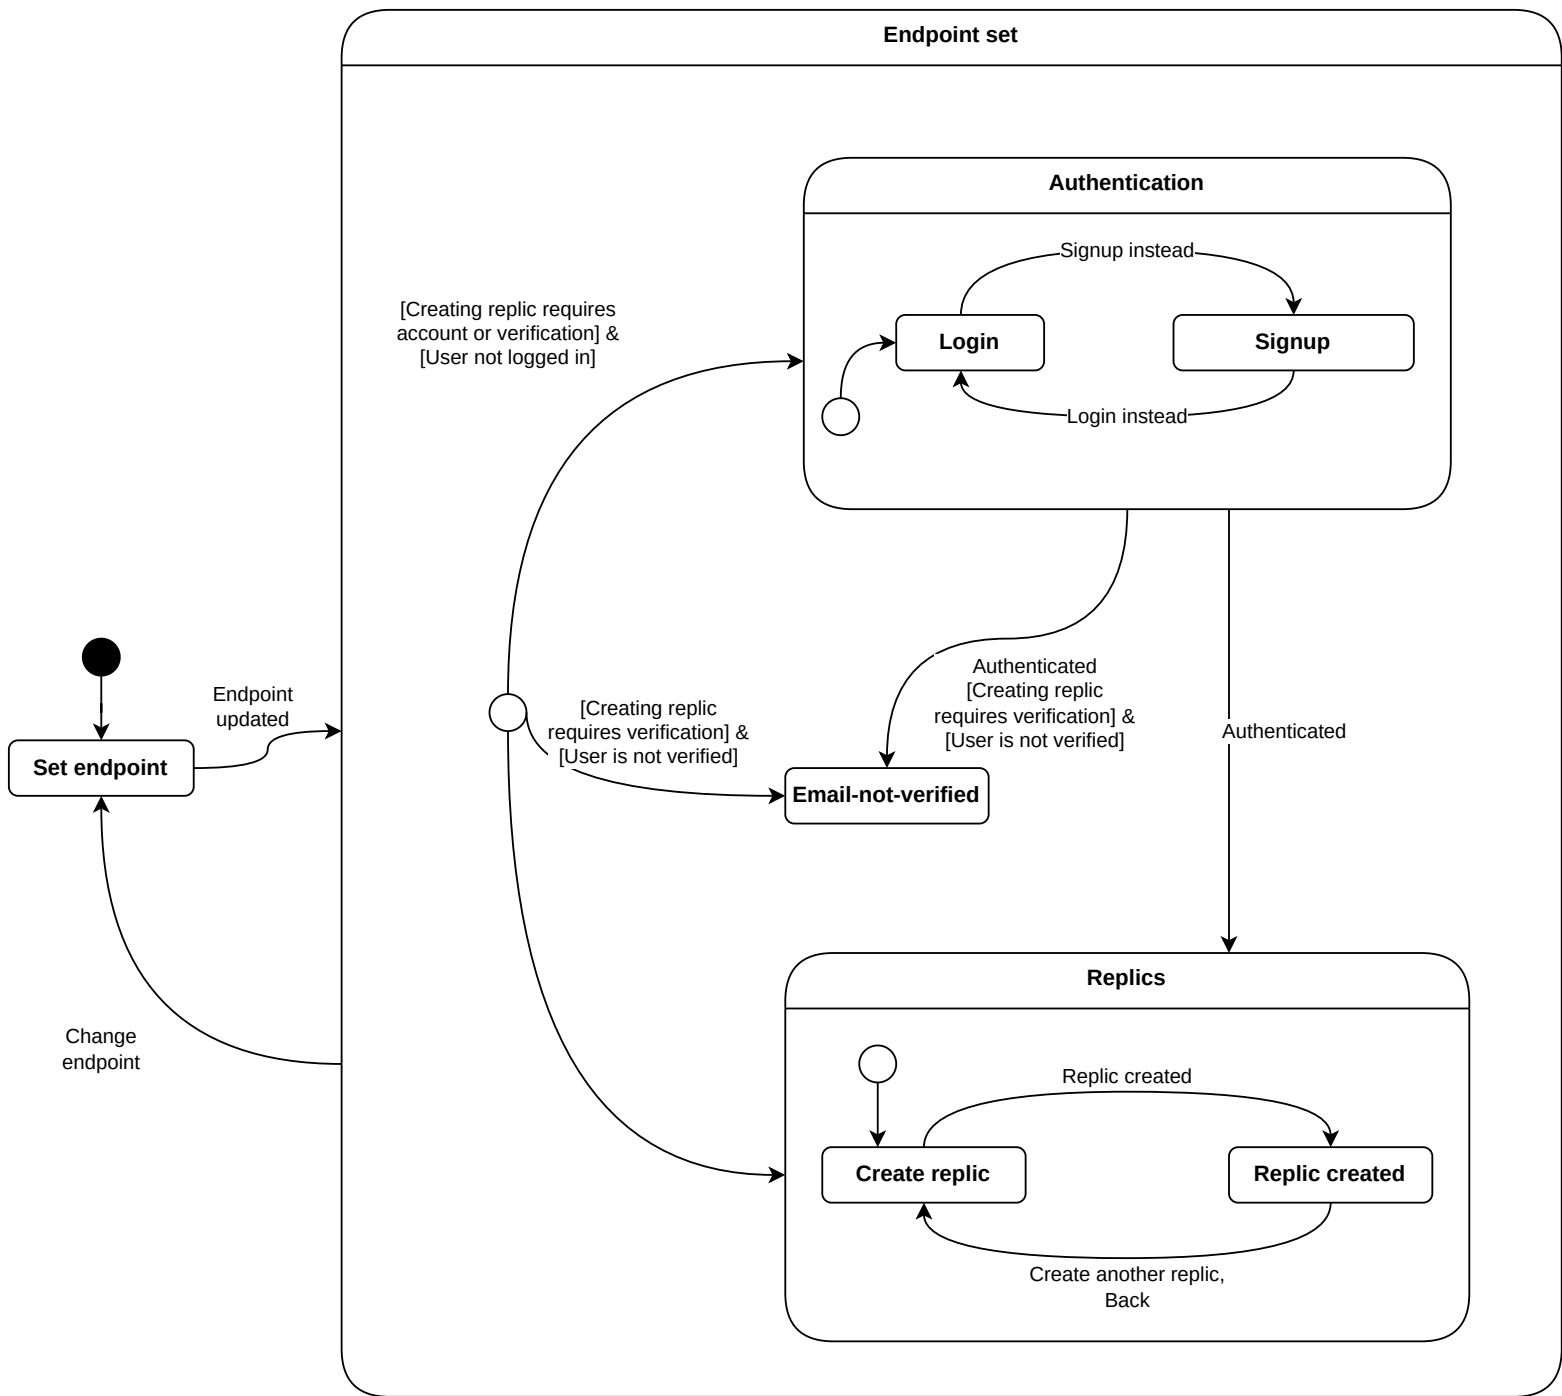 Endpoint set
Authentication
Signup instead
[Creating replic requires
account or verification] &
[User not logged in]
Login
Signup
Login instead
Endpoint
updated
Set endpoint
[Creating replic
requires verification] &
[User is not verified]
Authenticated
[Creating replic
requires verification] &
[User is not verified]
Authenticated
Email-not-verified
Change
endpoint
Replics
Replic created
Create replic
Replic created
Create another replic,
Back